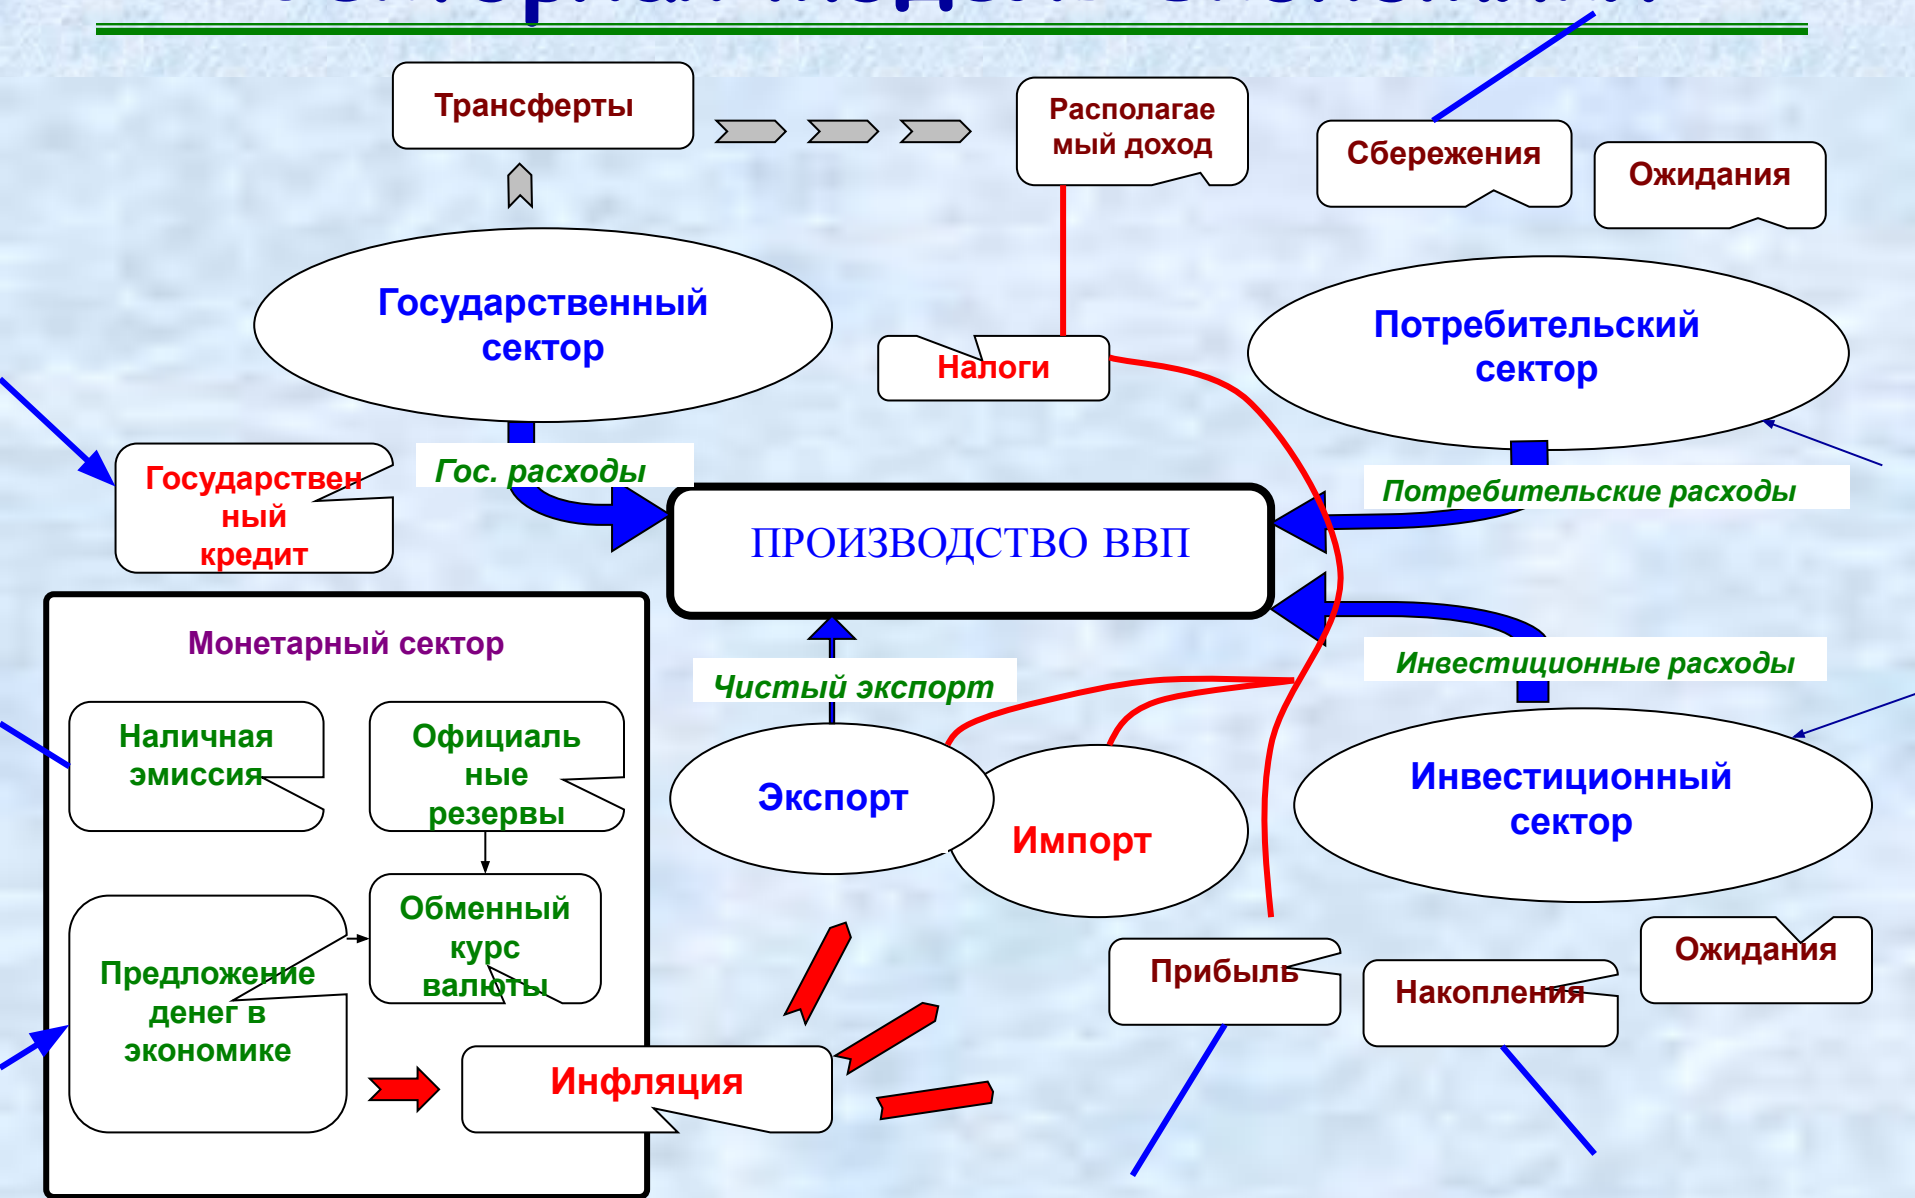 Трансферты
Располагае
мый доход
Сбережения
Ожидания
Государственный
сектор
Потребительский
сектор
Налоги
Государствен
ный
кредит
Гос. расходы
Потребительские расходы
ПРОИЗВОДСТВО ВВП
Монетарный сектор
Чистый экспорт
Инвестиционные расходы
Наличная
эмиссия
Официаль
ные
резервы
Экспорт
Импорт
Инвестиционный
сектор
Обменный
курс
валюты
Предложение
денег в
экономике
Прибыль
Накопления
Ожидания
Инфляция